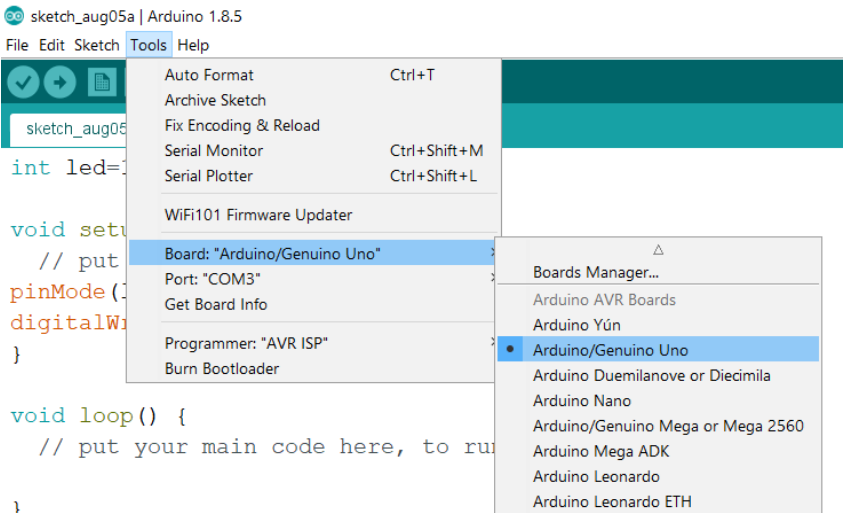 sketch_aug05a | Arduino 1.8.5
File Edit Sketch Tools Help
sketch_aug05
Auto Format Ctrl+T
Archive Sketch
Fix Encoding & Reload
Serial Monitor Ctrl+Shift+M
Serial Plotter Ctrl+Shift+L
WiFi101 Firmware Updater
Board: "Arduino/Genuino Uno"
Port: "COM3"
Get Board Info
Programmer: "AVR ISP"
Burn Bootloader
Boards Manager...
Arduino AVR Boards
Arduino Yún
Arduino/Genuino Uno
Arduino Duemilanove or Diecimila
Arduino Nano
Arduino/Genuino Mega or Mega 2560
Arduino Mega ADK
Arduino Leonardo
Arduino Leonardo ETH
int led=
void setu
// put
pinMode(
digitalW
}
void loop() {
// put your main code here, to ru
}